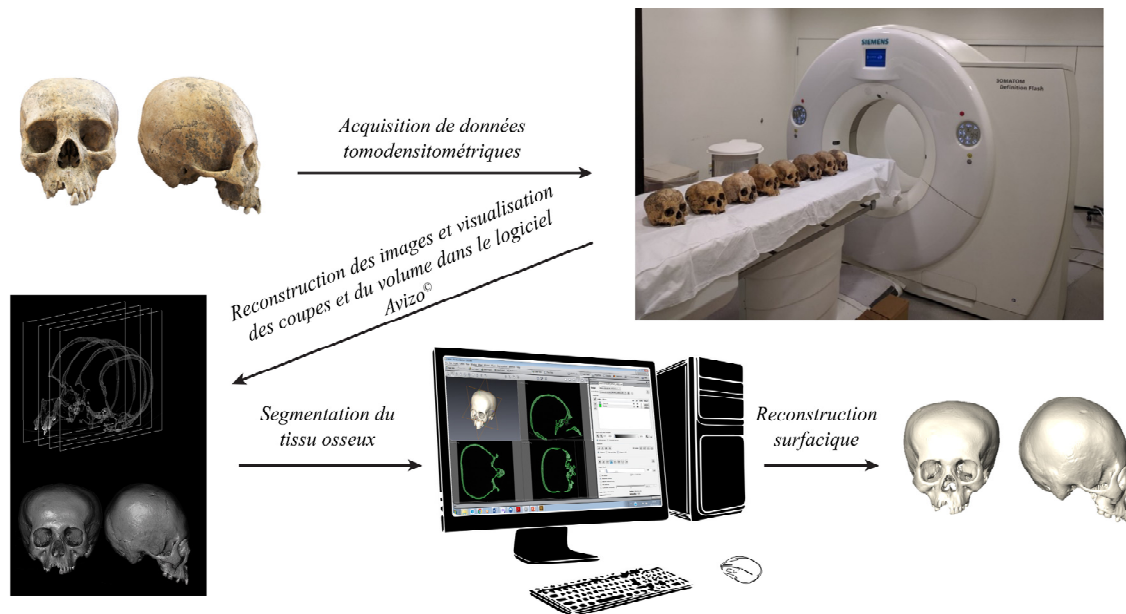 Acquisition de données
tomodensitométriques
SIEMENS
SOMATOM
Definition Flash
Reconstruction des images et visualisation
des coupes et du volume dans le logiciel
Avizo©
Segmentation du
tissu osseux
Reconstruction
surfacique